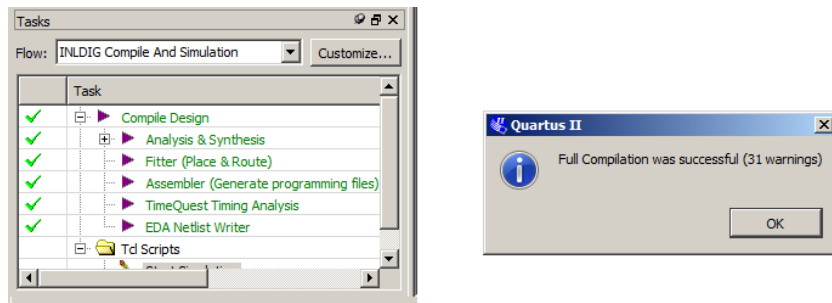 Tasks
Flow: INLDIG Compile And Simulation Customize...
Task
Compile Design
Analysis & Synthesis
Fitter (Place & Route)
Assembler (Generate programming files)
TimeQuest Timing Analysis
EDA Netlist Writer
Tcl Scripts
Quartus II
Full Compilation was successful (31 warnings)
OK